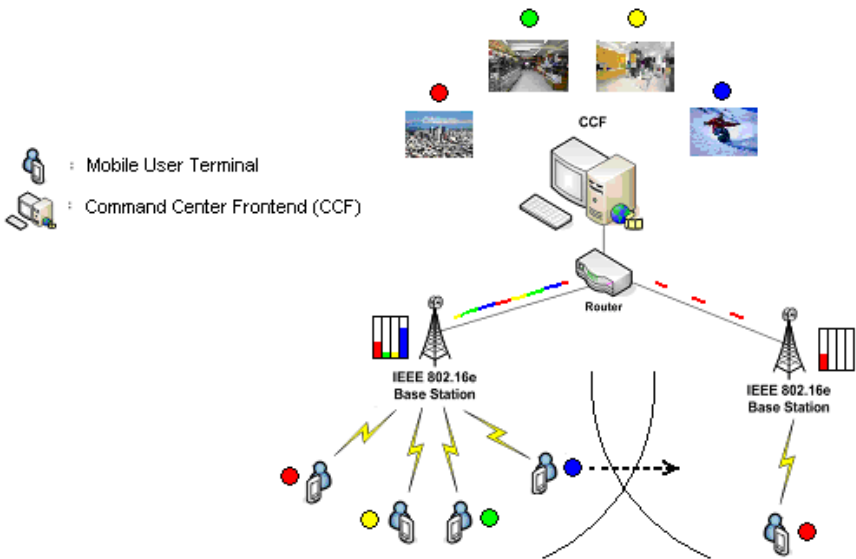 CCF
: Mobile User Terminal
: Command Center Frontend (CCF)
Router
IEEE 802.16e
Base Station
IEEE 802.16e
Base Station